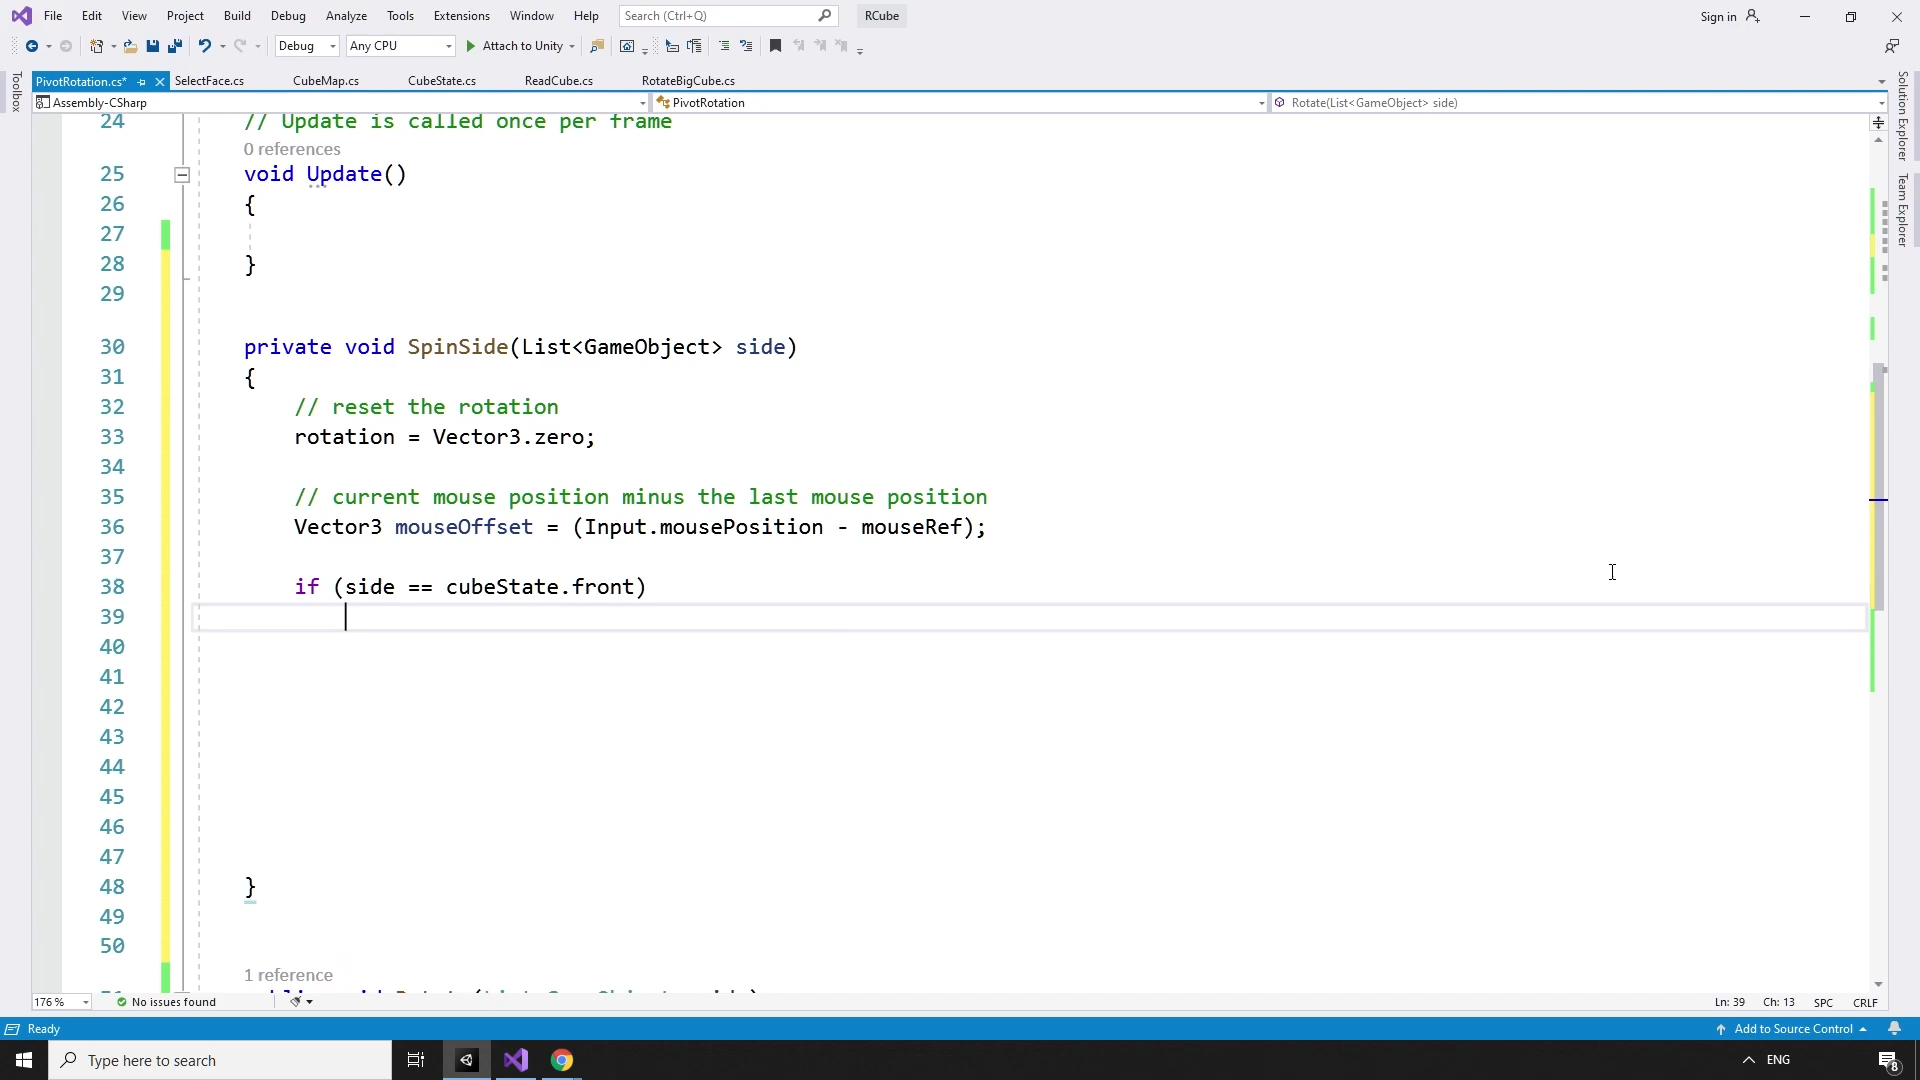 File Edit View Project Build Debug Analyze Tools Extensions Window Help Search (Ctrl+Q) RCube Sign in
Debug Any CPU Attach to Unity
PivotRotation.cs* SelectFace.cs CubeMap.cs CubeState.cs ReadCube.cs RotateBigCube.cs
Assembly-CSharp PivotRotation Rotate(List<GameObject> side)
Toolbox
Solution Explorer
Team Explorer
24 // Update is called once per frame
0 references
25 void Update()
26 {
27
28 }
29
30 private void SpinSide(List<GameObject> side)
31 {
32 // reset the rotation
33 rotation = Vector3.zero;
34
35 // current mouse position minus the last mouse position
36 Vector3 mouseOffset = (Input.mousePosition - mouseRef);
37
38 if (side == cubeState.front)
39
40
41
42
43
44
45
46
47
48 }
49
50
1 reference
176 % No issues found Ln: 39 Ch: 13 SPC CRLF
Ready Add to Source Control
Type here to search ENG 8